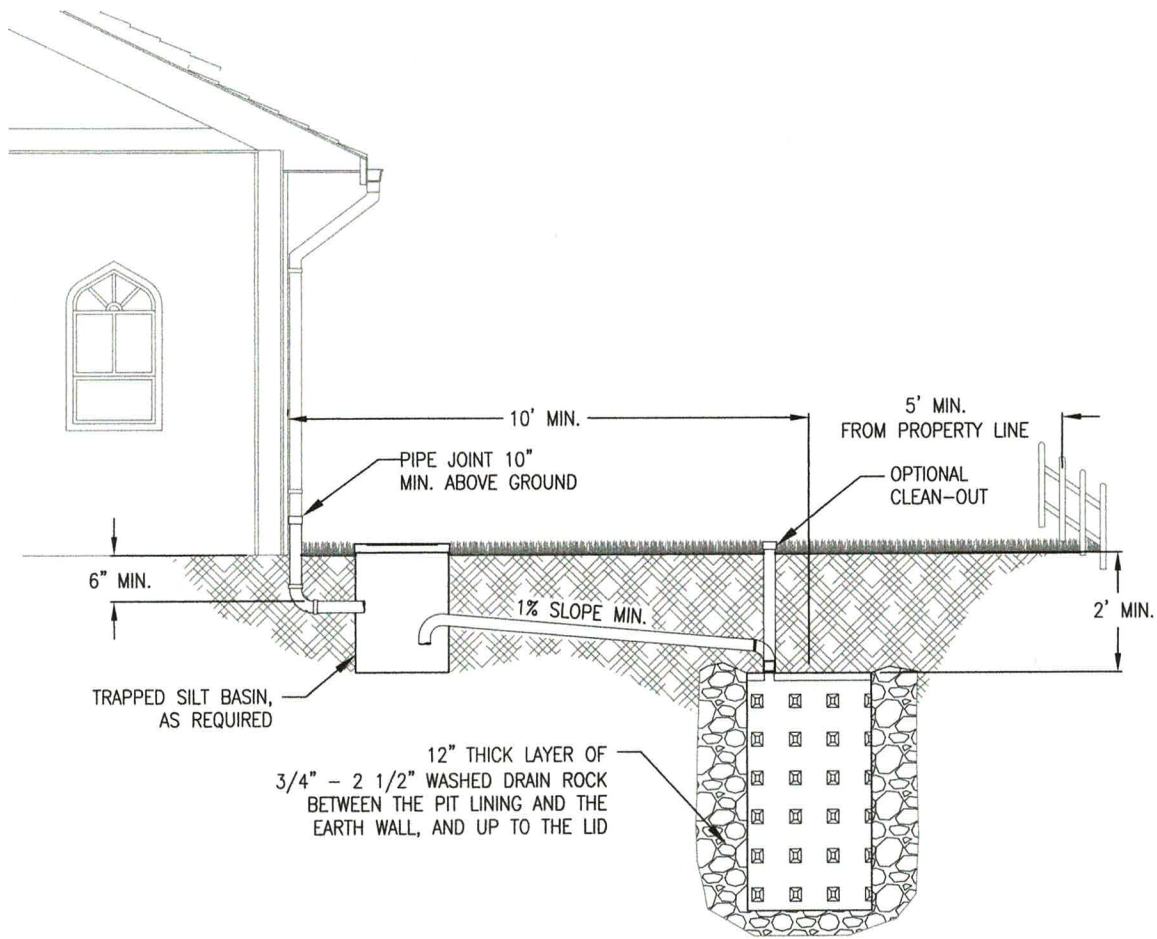 10' MIN.
5' MIN.
FROM PROPERTY LINE
PIPE JOINT 10"
MIN. ABOVE GROUND
OPTIONAL
CLEAN-OUT
6" MIN.
1% SLOPE MIN.
2' MIN.
TRAPPED SILT BASIN,
AS REQUIRED
12" THICK LAYER OF
3/4" - 2 1/2" WASHED DRAIN ROCK
BETWEEN THE PIT LINING AND THE
EARTH WALL, AND UP TO THE LID